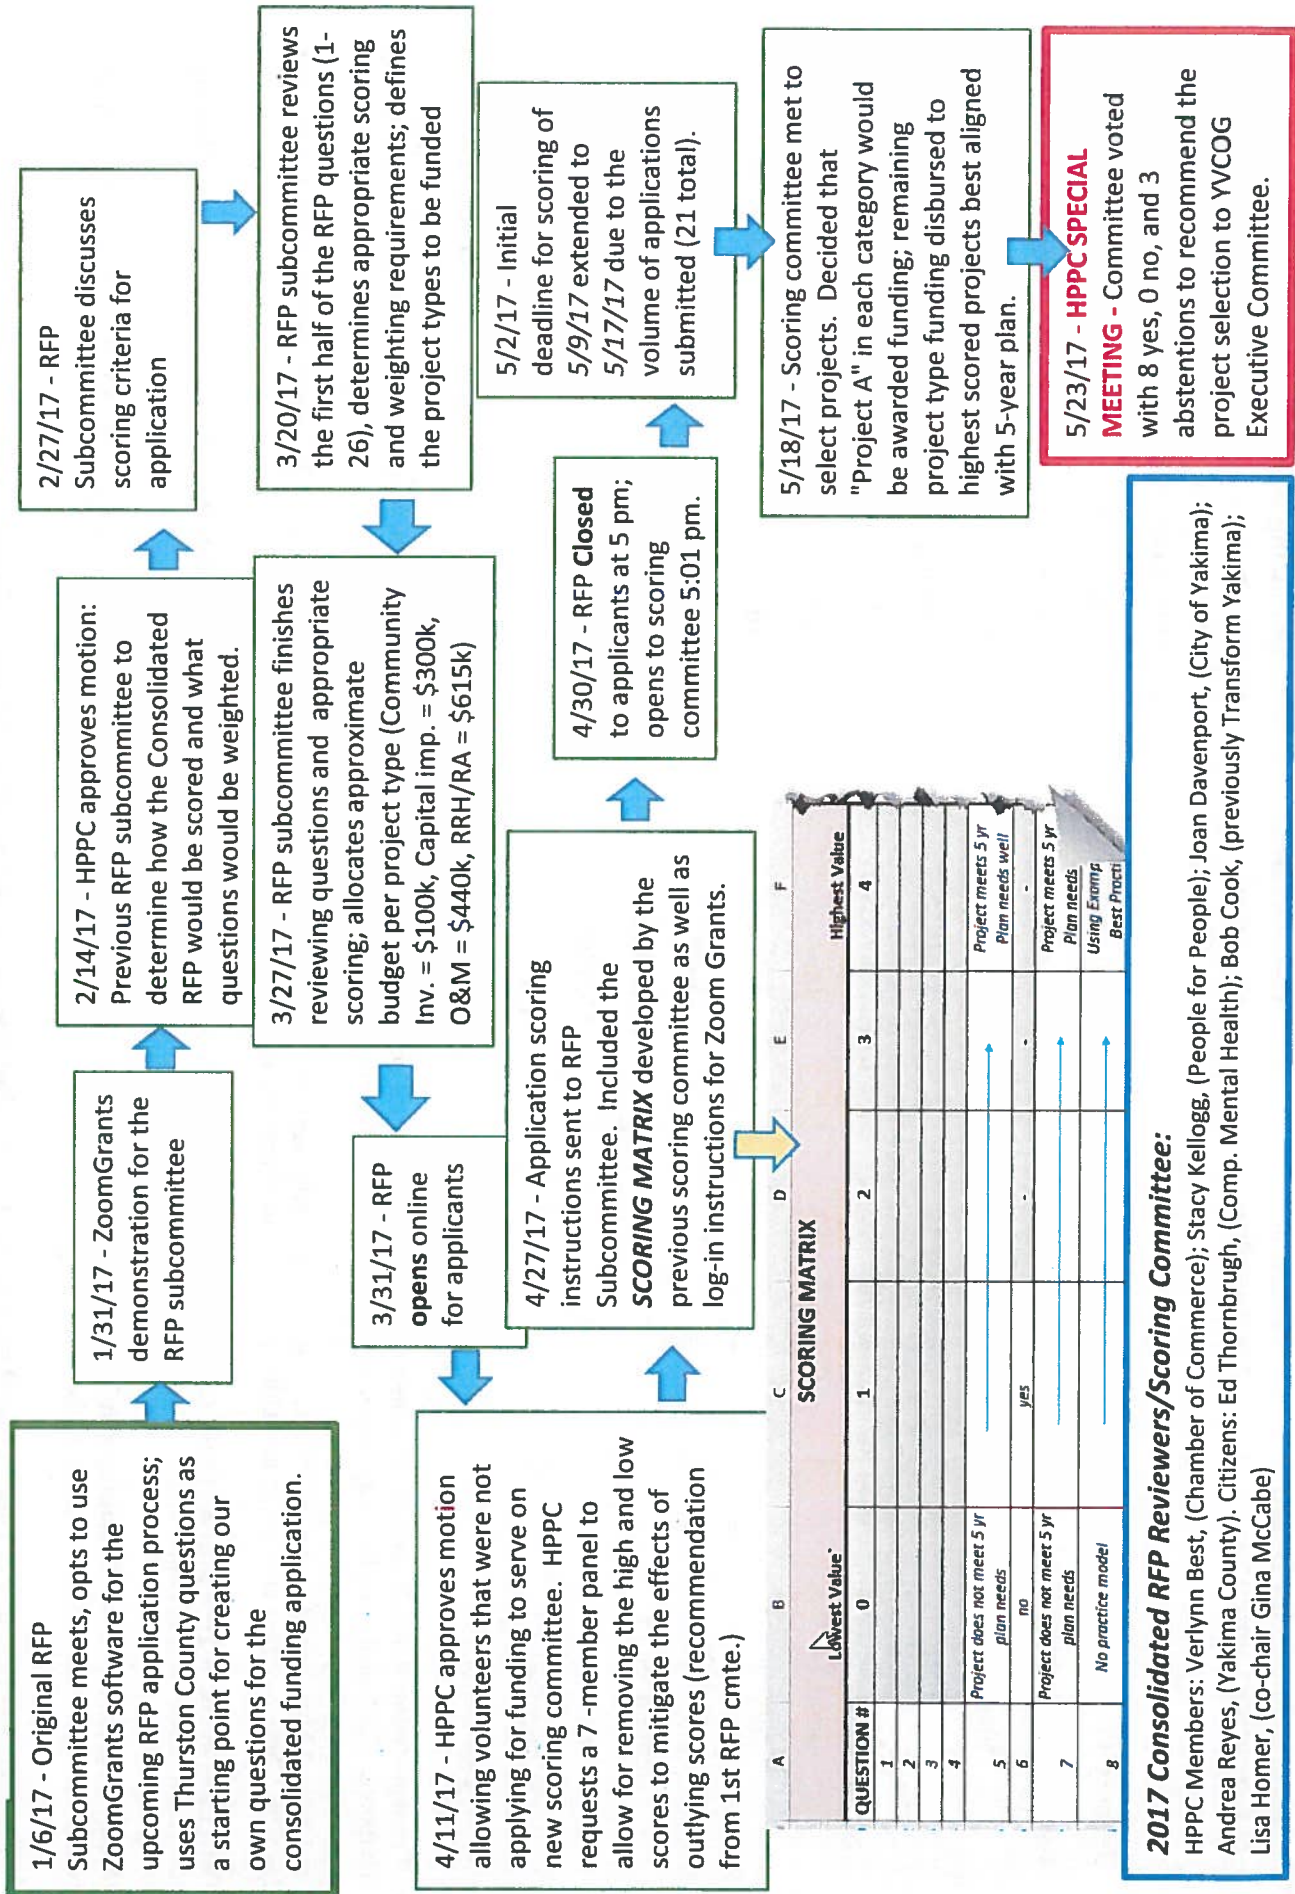 1/6/17 - Original RFP
Subcommittee meets, opts to use
ZoomGrants software for the
upcoming RFP application process;
uses Thurston County questions as
a starting point for creating our
own questions for the
consolidated funding application.
1/31/17 - ZoomGrants
demonstration for the
RFP subcommittee
2/14/17 - HPPC approves motion:
Previous RFP subcommittee to
determine how the Consolidated
RFP would be scored and what
questions would be weighted.
2/27/17 - RFP
Subcommittee discusses
scoring criteria for
application
3/20/17 - RFP subcommittee reviews
the first half of the RFP questions (1-
26), determines appropriate scoring
and weighting requirements; defines
the project types to be funded
3/27/17 - RFP subcommittee finishes
reviewing questions and appropriate
scoring; allocates approximate
budget per project type (Community
Inv. = $100k, Capital imp. = $300k,
O&M = $440k, RRH/RA = $615k)
3/31/17 - RFP
opens online
for applicants
4/11/17 - HPPC approves motion
allowing volunteers that were not
applying for funding to serve on
new scoring committee. HPPC
requests a 7-member panel to
allow for removing the high and low
scores to mitigate the effects of
outlying scores (recommendation
from 1st RFP cmte.)
4/27/17 - Application scoring
instructions sent to RFP
Subcommittee. Included the
SCORING MATRIX developed by the
previous scoring committee as well as
log-in instructions for Zoom Grants.
4/30/17 - RFP Closed
to applicants at 5 pm;
opens to scoring
committee 5:01 pm.
5/2/17 - Initial
deadline for scoring of
5/9/17 extended to
5/17/17 due to the
volume of applications
submitted (21 total).
5/18/17 - Scoring committee met to
select projects. Decided that
"Project A" in each category would
be awarded funding; remaining
project type funding disbursed to
highest scored projects best aligned
with 5-year plan.
5/23/17 - HPPC SPECIAL
MEETING - Committee voted
with 8 yes, 0 no, and 3
abstentions to recommend the
project selection to YVCOG
Executive Committee.
A B C D E F
SCORING MATRIX
Lowest Value Highest Value
QUESTION # 0 1 2 3 4
1
2
3
4
5 Project does not meet 5 yr plan needs Project meets 5 yr Plan needs well
6 no yes - - -
7 Project does not meet 5 yr plan needs Project meets 5 yr Plan needs
8 No practice model Using Examp Best Practi
2017 Consolidated RFP Reviewers/Scoring Committee:
HPPC Members: Verlynn Best, (Chamber of Commerce); Stacy Kellogg, (People for People); Joan Davenport, (City of Yakima);
Andrea Reyes, (Yakima County). Citizens: Ed Thornbrugh, (Comp. Mental Health); Bob Cook, (previously Transform Yakima);
Lisa Homer, (co-chair Gina McCabe)